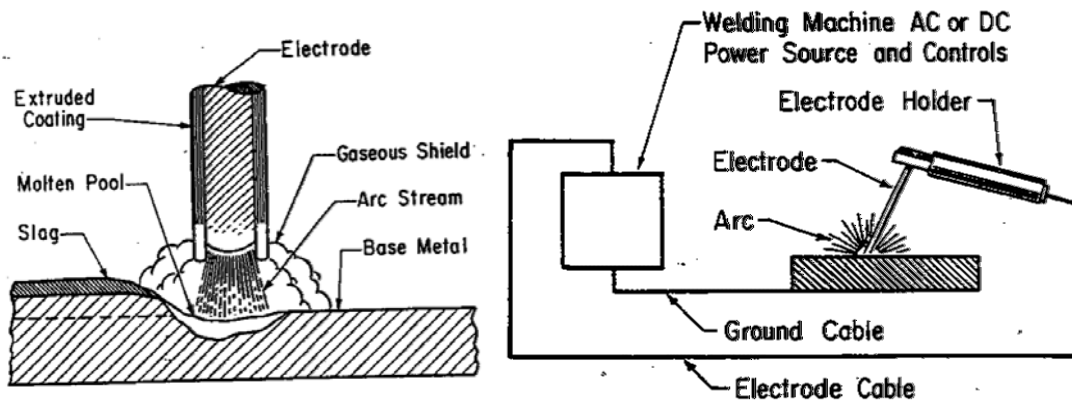 Electrode
Extruded
Coating
Gaseous Shield
Molten Pool
Arc Stream
Slag
Base Metal
Welding Machine AC or DC
Power Source and Controls
Electrode Holder
Electrode
Arc
Ground Cable
Electrode Cable